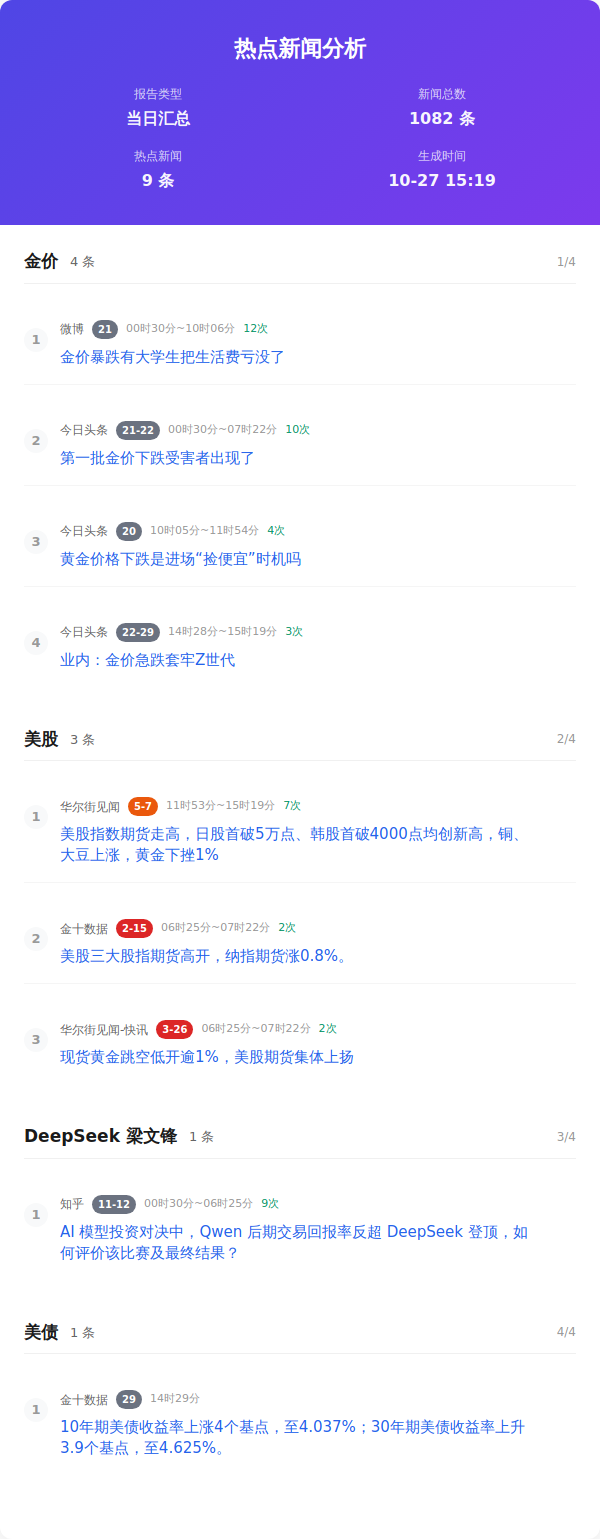 热点新闻分析
报告类型
新闻总数
当日汇总
1082 条
热点新闻
生成时间
9 条
10-27 15:19
金价 4 条 1/4
1
微博 21 00时30分~10时06分 12次
金价暴跌有大学生把生活费亏没了
2
今日头条 21-22 00时30分~07时22分 10次
第一批金价下跌受害者出现了
3
今日头条 20 10时05分~11时54分 4次
黄金价格下跌是进场“捡便宜”时机吗
4
今日头条 22-29 14时28分~15时19分 3次
业内：金价急跌套牢Z世代
美股 3 条 2/4
1
华尔街见闻 5-7 11时53分~15时19分 7次
美股指数期货走高，日股首破5万点、韩股首破4000点均创新高，铜、
大豆上涨，黄金下挫1%
2
金十数据 2-15 06时25分~07时22分 2次
美股三大股指期货高开，纳指期货涨0.8%。
3
华尔街见闻-快讯 3-26 06时25分~07时22分 2次
现货黄金跳空低开逾1%，美股期货集体上扬
DeepSeek 梁文锋 1 条 3/4
1
知乎 11-12 00时30分~06时25分 9次
AI 模型投资对决中，Qwen 后期交易回报率反超 DeepSeek 登顶，如
何评价该比赛及最终结果？
美债 1 条 4/4
1
金十数据 29 14时29分
10年期美债收益率上涨4个基点，至4.037%；30年期美债收益率上升
3.9个基点，至4.625%。